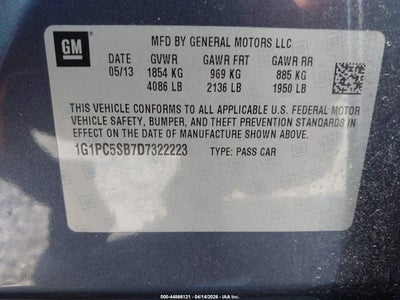 GM
MFD BY GENERAL MOTORS LLC
DATE GVWR GAWR FRT GAWR RR
05/13 1854 KG 969 KG 885 KG
4086 LB 2136 LB 1950 LB
THIS VEHICLE CONFORMS TO ALL APPLICABLE U.S. FEDERAL MOTOR
VEHICLE SAFETY, BUMPER, AND THEFT PREVENTION STANDARDS IN
EFFECT ON THE DATE OF MANUFACTURE SHOWN ABOVE.
1G1PC5SB7D7322223 TYPE: PASS CAR
000-44866121 - 04/14/2026 - IAA Inc.